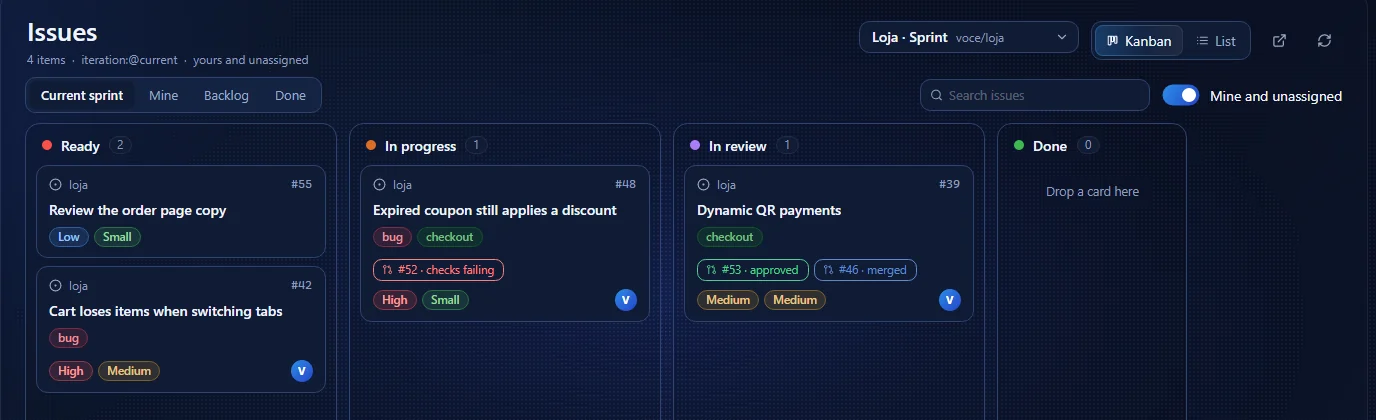 Issues
4 items · iteration:@current · yours and unassigned
Loja · Sprint voce/loja
Kanban
List
Current sprint
Mine
Backlog
Done
Search issues
Mine and unassigned
Ready 2
loja #55
Review the order page copy
Low Small
loja #42
Cart loses items when switching tabs
bug
High Medium V
In progress 1
loja #48
Expired coupon still applies a discount
bug checkout
#52 · checks failing
High Small V
In review 1
loja #39
Dynamic QR payments
checkout
#53 · approved #46 · merged
Medium Medium V
Done 0
Drop a card here